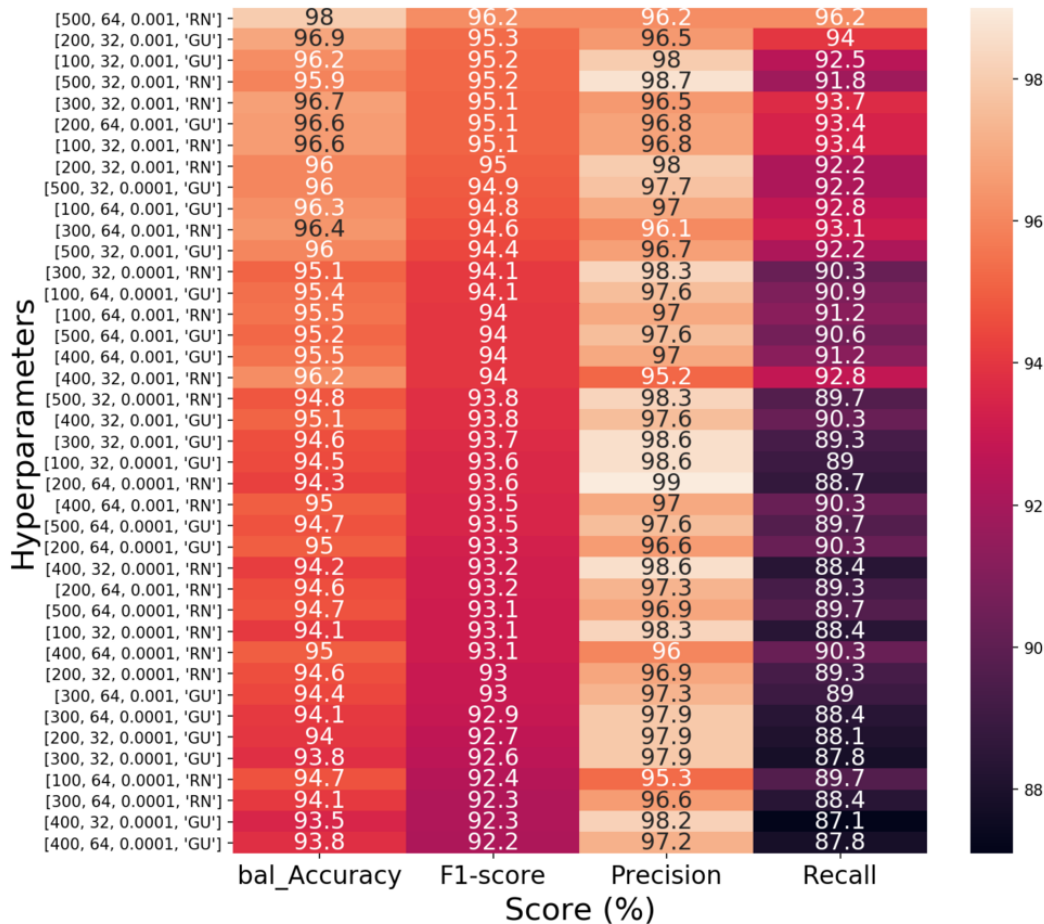 [500, 64, 0.001, 'RN'] 98 96.2 96.2 96.2
[200, 32, 0.001, 'GU'] 96.9 95.3 96.5 94
[100, 32, 0.001, 'GU'] 96.2 95.2 98 92.5
[500, 32, 0.001, 'RN'] 95.9 95.2 98.7 91.8
[300, 32, 0.001, 'RN'] 96.7 95.1 96.5 93.7
[200, 64, 0.001, 'GU'] 96.6 95.1 96.8 93.4
[100, 32, 0.001, 'RN'] 96.6 95.1 96.8 93.4
[200, 32, 0.001, 'RN'] 96 95 98 92.2
[500, 32, 0.0001, 'GU'] 96 94.9 97.7 92.2
[100, 64, 0.001, 'GU'] 96.3 94.8 97 92.8
[300, 64, 0.001, 'RN'] 96.4 94.6 96.1 93.1
[500, 32, 0.001, 'GU'] 96 94.4 96.7 92.2
[300, 32, 0.0001, 'RN'] 95.1 94.1 98.3 90.3
[100, 64, 0.0001, 'GU'] 95.4 94.1 97.6 90.9
[100, 64, 0.001, 'RN'] 95.5 94 97 91.2
[500, 64, 0.001, 'GU'] 95.2 94 97.6 90.6
[400, 64, 0.001, 'GU'] 95.5 94 97 91.2
[400, 32, 0.001, 'RN'] 96.2 94 95.2 92.8
[500, 32, 0.0001, 'RN'] 94.8 93.8 98.3 89.7
[400, 32, 0.001, 'GU'] 95.1 93.8 97.6 90.3
[300, 32, 0.001, 'GU'] 94.6 93.7 98.6 89.3
[100, 32, 0.0001, 'GU'] 94.5 93.6 98.6 89
[200, 64, 0.0001, 'RN'] 94.3 93.6 99 88.7
[400, 64, 0.0001, 'RN'] 95 93.5 97 90.3
[500, 64, 0.0001, 'GU'] 94.7 93.5 97.6 89.7
[200, 64, 0.0001, 'GU'] 95 93.3 96.6 90.3
[400, 32, 0.0001, 'RN'] 94.2 93.2 98.6 88.4
[200, 64, 0.001, 'RN'] 94.6 93.2 97.3 89.3
[500, 64, 0.0001, 'RN'] 94.7 93.1 96.9 89.7
[100, 32, 0.0001, 'RN'] 94.1 93.1 98.3 88.4
[400, 64, 0.001, 'RN'] 95 93.1 96 90.3
[200, 32, 0.0001, 'RN'] 94.6 93 96.9 89.3
[300, 64, 0.001, 'GU'] 94.4 93 97.3 89
[300, 64, 0.0001, 'GU'] 94.1 92.9 97.9 88.4
[200, 32, 0.0001, 'GU'] 94 92.7 97.9 88.1
[300, 32, 0.0001, 'GU'] 93.8 92.6 97.9 87.8
[100, 64, 0.0001, 'RN'] 94.7 92.4 95.3 89.7
[300, 64, 0.0001, 'RN'] 94.1 92.3 96.6 88.4
[400, 32, 0.0001, 'GU'] 93.5 92.3 98.2 87.1
[400, 64, 0.0001, 'GU'] 93.8 92.2 97.2 87.8
bal_Accuracy F1-score Precision Recall
Score (%)
Hyperparameters
98
96
94
92
90
88